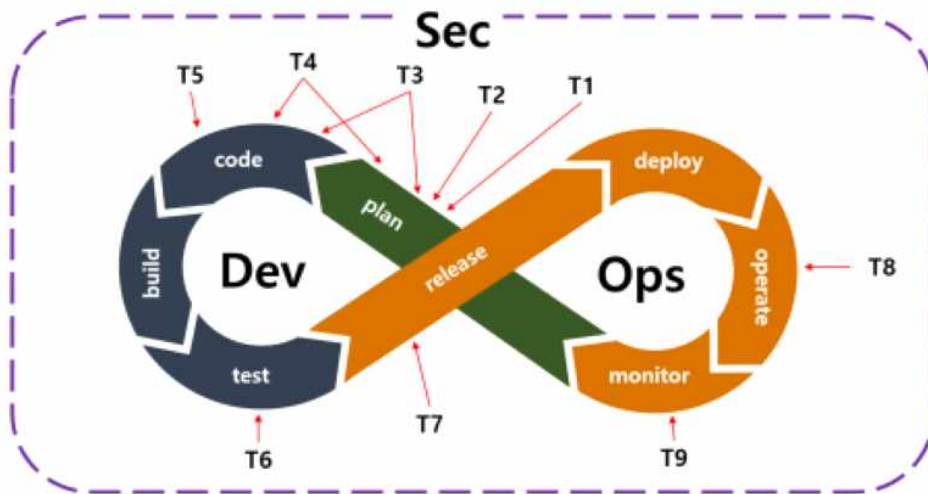 Sec
T5
T4
T3
T2
T1
code
plan
release
deploy
build
Dev
Ops
operate
T8
test
monitor
T7
T6
T9